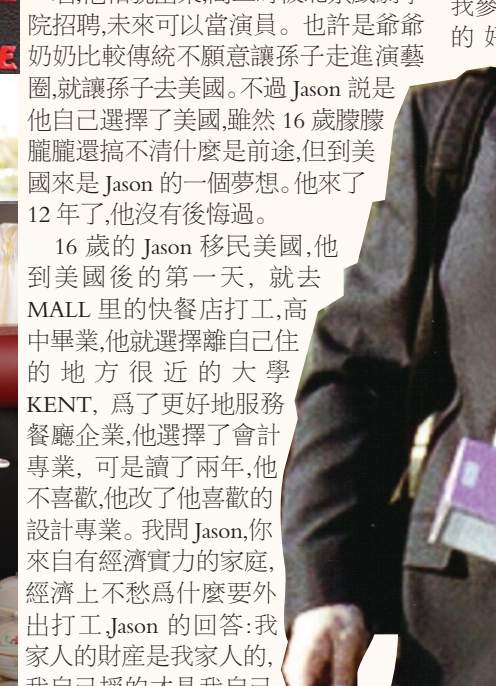 院招聘,未來可以當演員。也許是爺爺
奶奶比較傳統不願意讓孫子走進演藝
圈,就讓孫子去美國。不過 Jason 説是
他自己選擇了美國,雖然 16 歲朦朦
朧朧還搞不清什麼是前途,但到美
國來是 Jason 的一個夢想。他來了
12 年了,他沒有後悔過。
16 歲的 Jason 移民美國,他
到美國後的第一天, 就去
MALL 里的快餐店打工,高
中畢業,他就選擇離自己住
的地方很近的大學
KENT, 爲了更好地服務
餐廳企業,他選擇了會計
專業, 可是讀了兩年,他
不喜歡,他改了他喜歡的
設計專業。我問 Jason,你
來自有經濟實力的家庭,
經濟上不愁爲什麼要外
出打工,Jason 的回答:我
家人的財産是我家人的,
我參
的 好